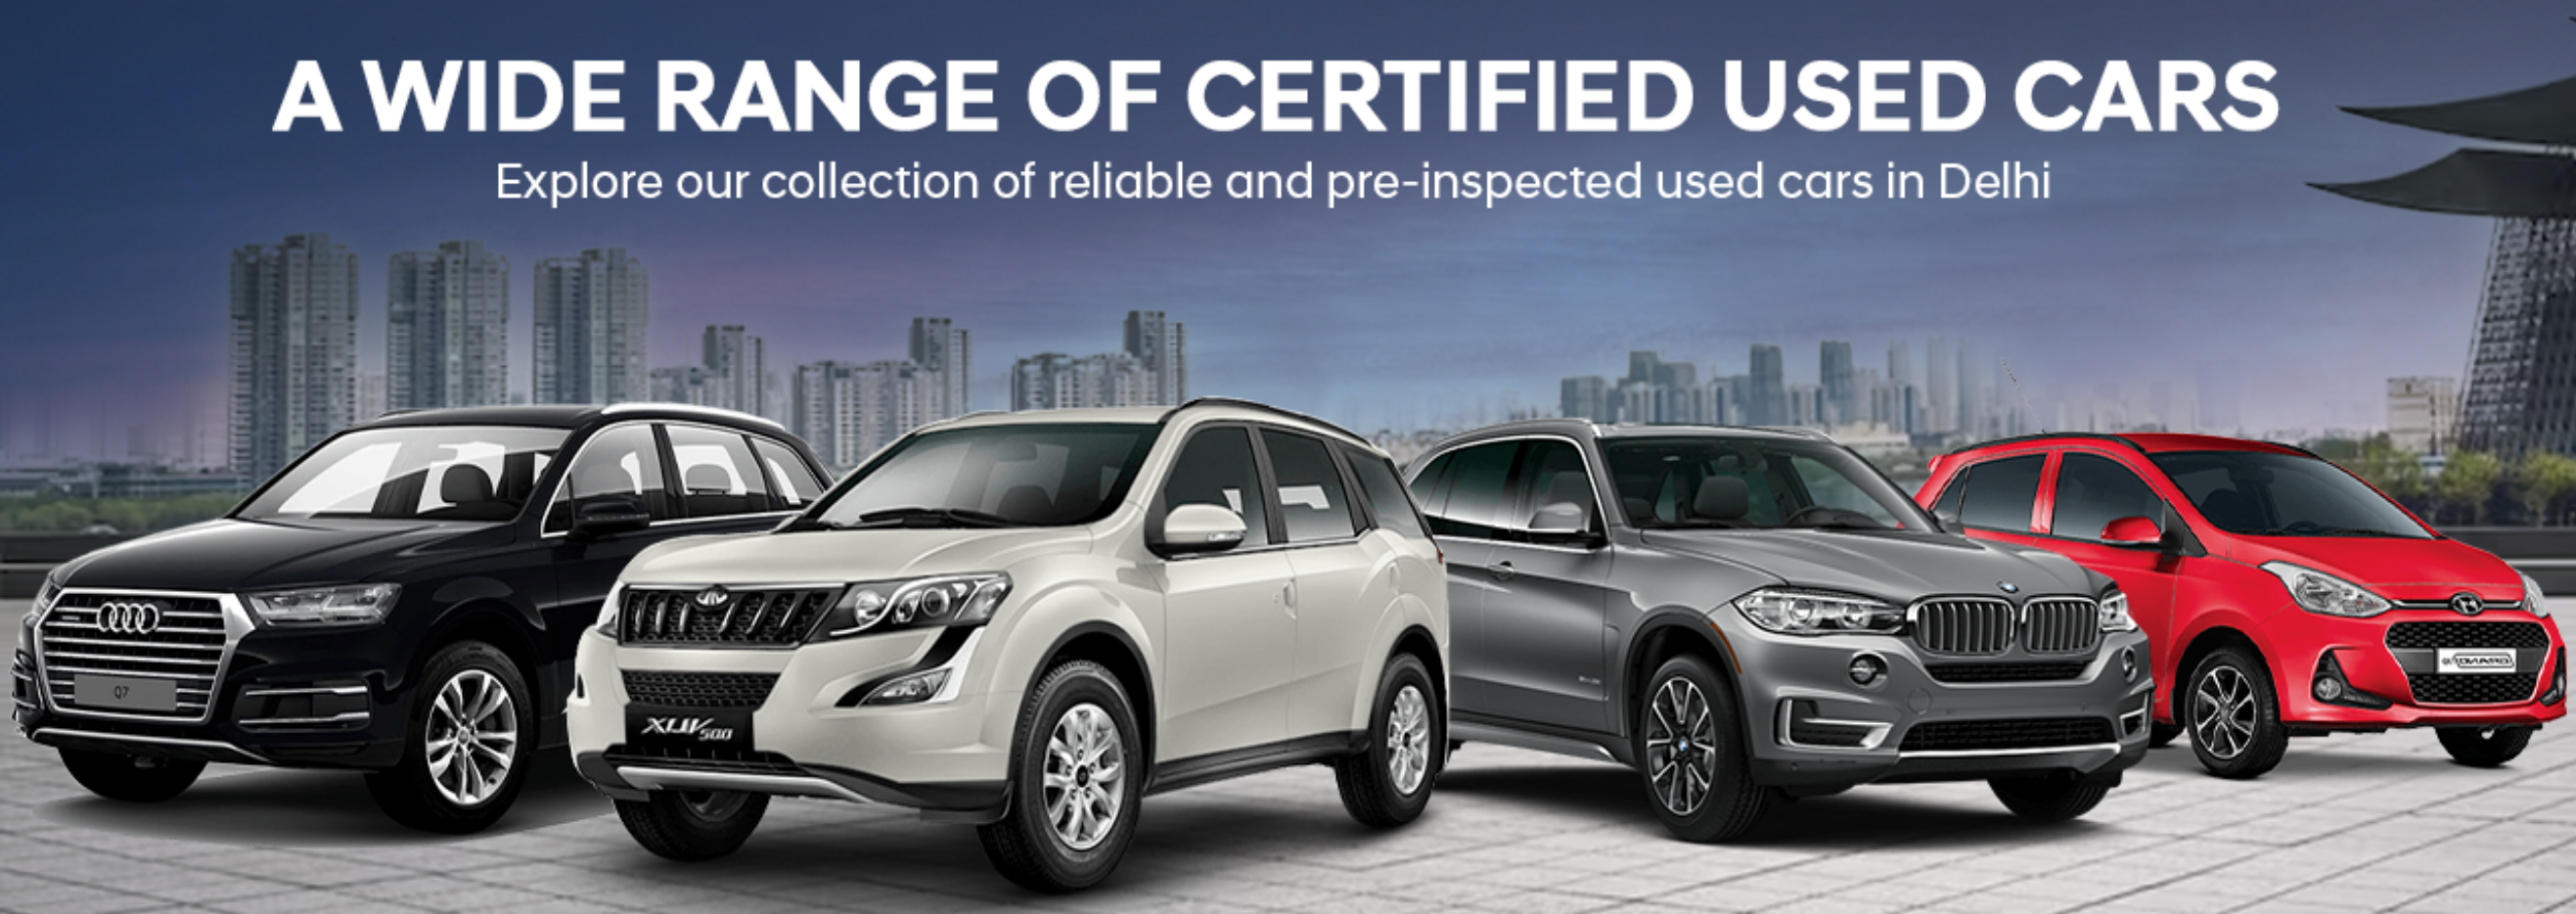 A WIDE RANGE OF CERTIFIED USED CARS
Explore our collection of reliable and pre-inspected used cars in Delhi
Q7
XUV500